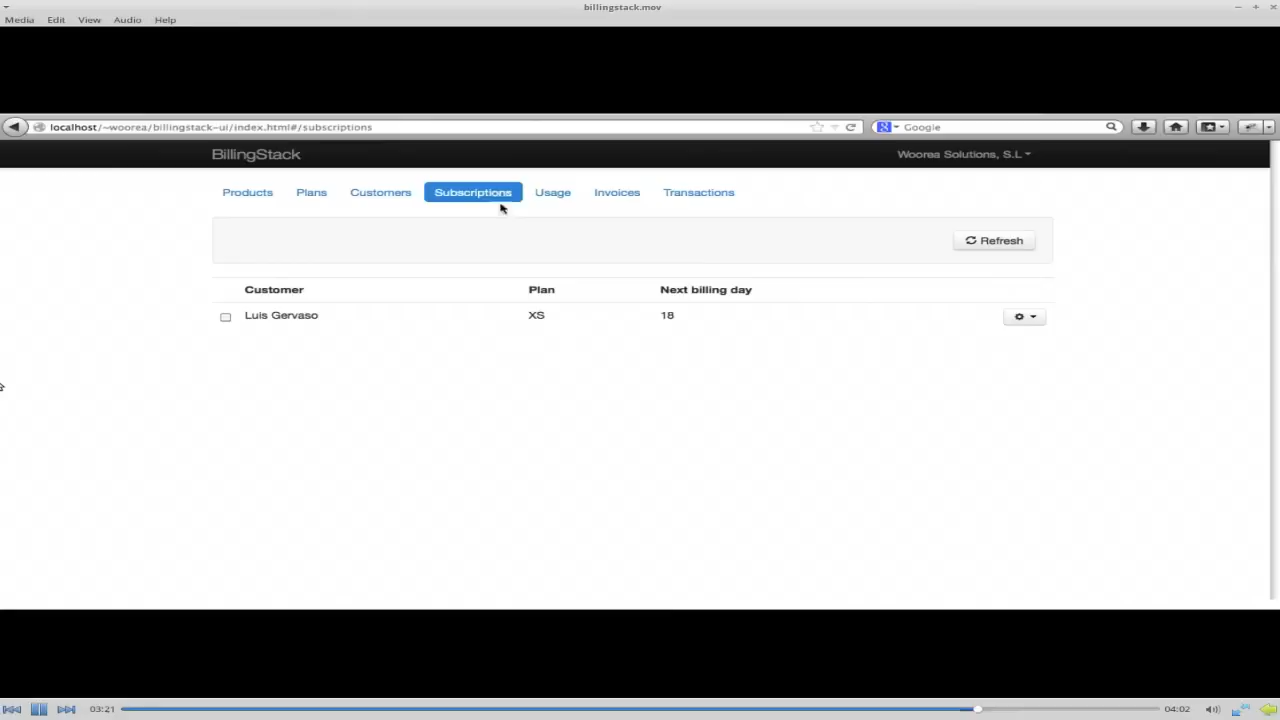 billingstack.mov
Media Edit View Audio Help
localhost/~woorea/billingstack-ui/index.html#/subscriptions Google
BillingStack Woorea Solutions, S.L
Products Plans Customers Subscriptions Usage Invoices Transactions
Refresh
Customer Plan Next billing day
Luis Gervaso XS 18
03:21 04:02